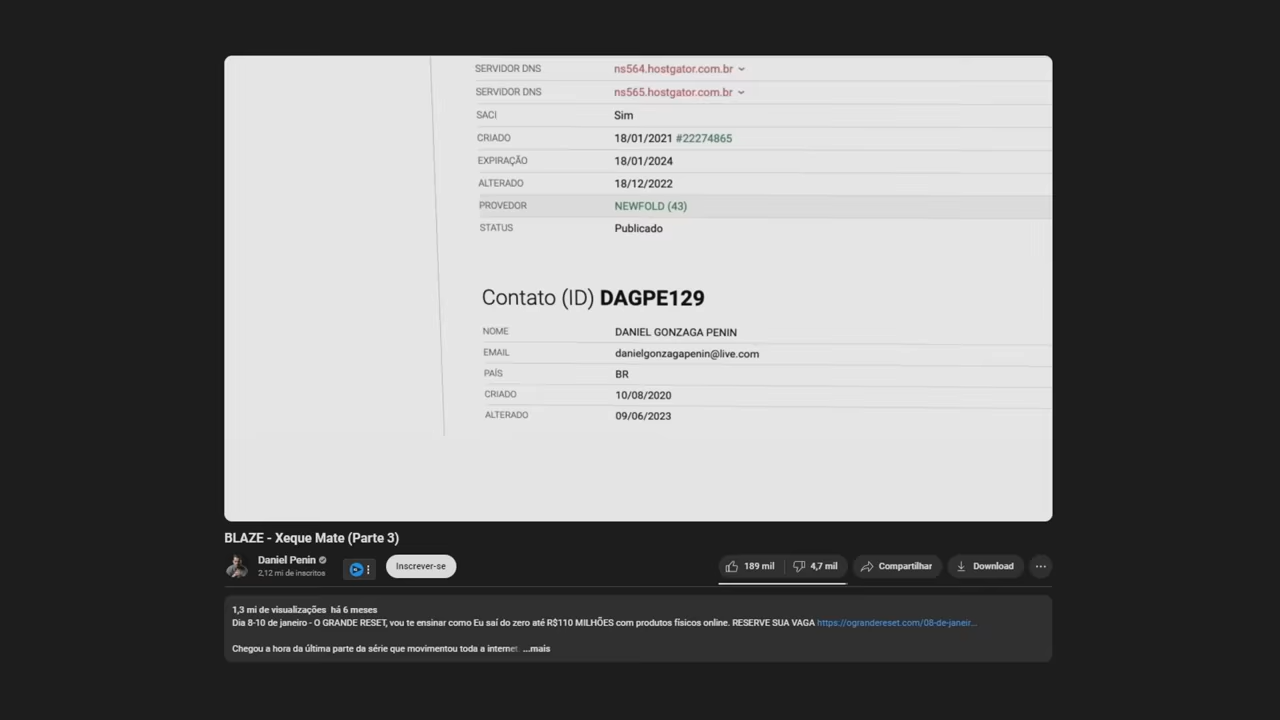 SERVIDOR DNS ns564.hostgator.com.br
SERVIDOR DNS ns565.hostgator.com.br
SACI Sim
CRIADO 18/01/2021 #22274865
EXPIRAÇÃO 18/01/2024
ALTERADO 18/12/2022
PROVEDOR NEWFOLD (43)
STATUS Publicado
Contato (ID) DAGPE129
NOME DANIEL GONZAGA PENIN
EMAIL danielgonzagapenin@live.com
PAÍS BR
CRIADO 10/08/2020
ALTERADO 09/06/2023
BLAZE - Xeque Mate (Parte 3)
Daniel Penin
2,12 mi de inscritos
Inscrever-se
189 mil
4,7 mil
Compartilhar
Download
1,3 mi de visualizações há 6 meses
Dia 8-10 de janeiro - O GRANDE RESET, vou te ensinar como Eu saí do zero até R$110 MILHÕES com produtos físicos online. RESERVE SUA VAGA https://ograndereset.com/08-de-janeir...
Chegou a hora da última parte da série que movimentou toda a internet. ...mais